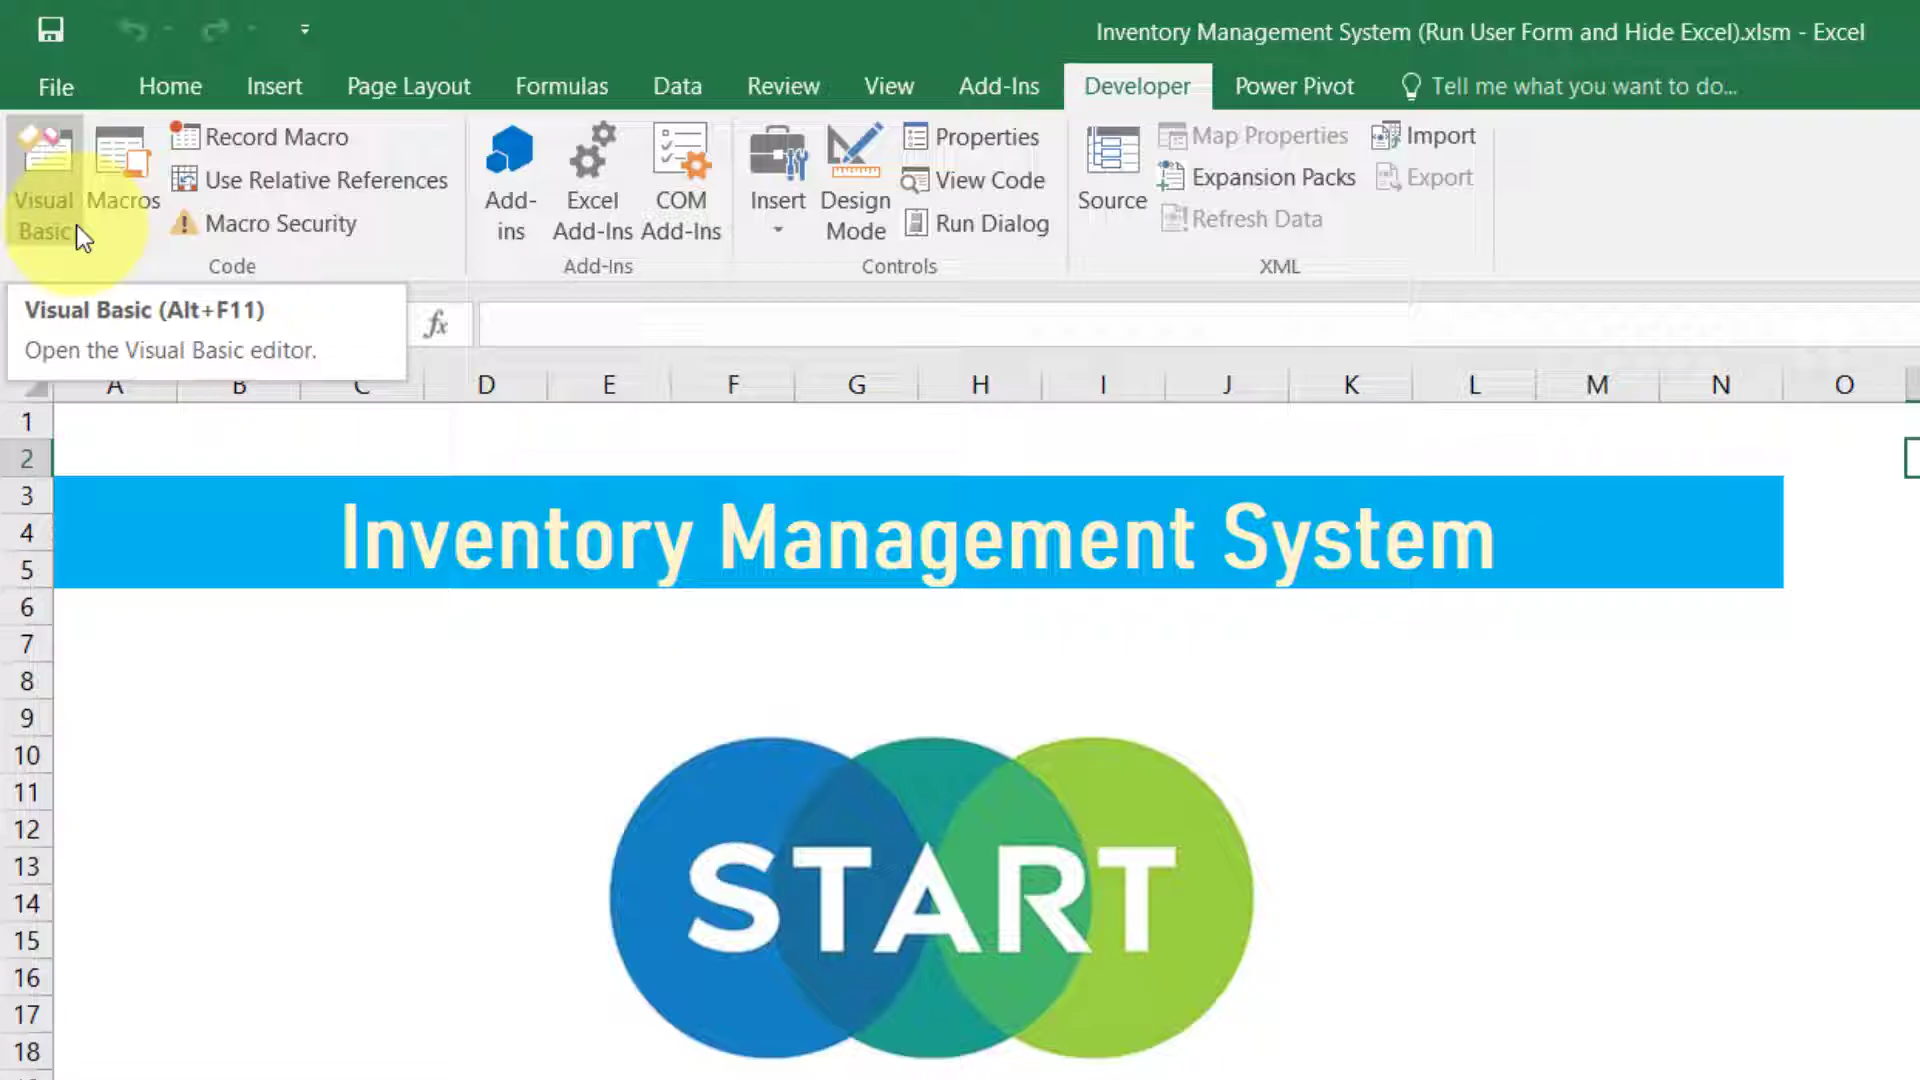 Inventory Management System (Run User Form and Hide Excel).xlsm - Excel
File Home Insert Page Layout Formulas Data Review View Add-Ins Developer Power Pivot Tell me what you want to do...
Visual Basic
Macros
Record Macro
Use Relative References
Macro Security
Code
Add-ins
Excel Add-Ins
COM Add-Ins
Add-Ins
Insert
Design Mode
Properties
View Code
Run Dialog
Controls
Source
Map Properties
Expansion Packs
Refresh Data
Import
Export
XML
Visual Basic (Alt+F11)
Open the Visual Basic editor.
fx
A B C D E F G H I J K L M N O
1
2
3
4
5
6
7
8
9
10
11
12
13
14
15
16
17
18
Inventory Management System
START